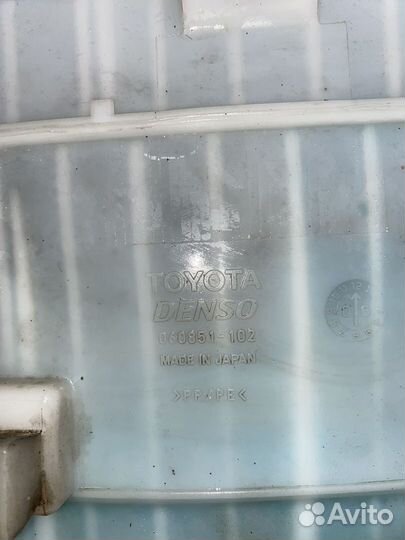 TOYOTA
DENSO
060851-102
MADE IN JAPAN
>PP+PE<
Avito